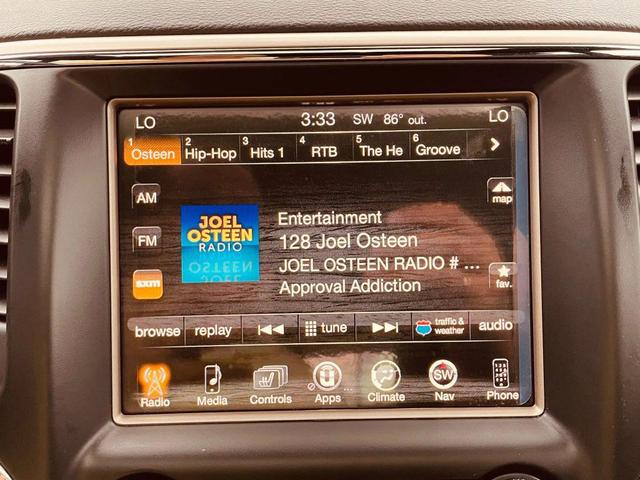 LO 3:33 SW 86° out. LO
1 Osteen 2 Hip-Hop 3 Hits 1 4 RTB 5 The He 6 Groove >
AM
map
JOEL
OSTEEN
RADIO
Entertainment
128 Joel Osteen
JOEL OSTEEN RADIO # ...
Approval Addiction
FM
sxm
fav.
browse replay tune traffic & weather audio
Radio Media Controls Apps Climate SW Nav Phone